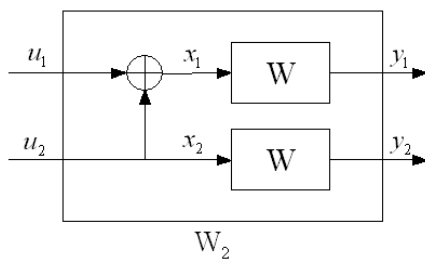 u₁ x₁ W y₁
u₂ x₂ W y₂
W₂